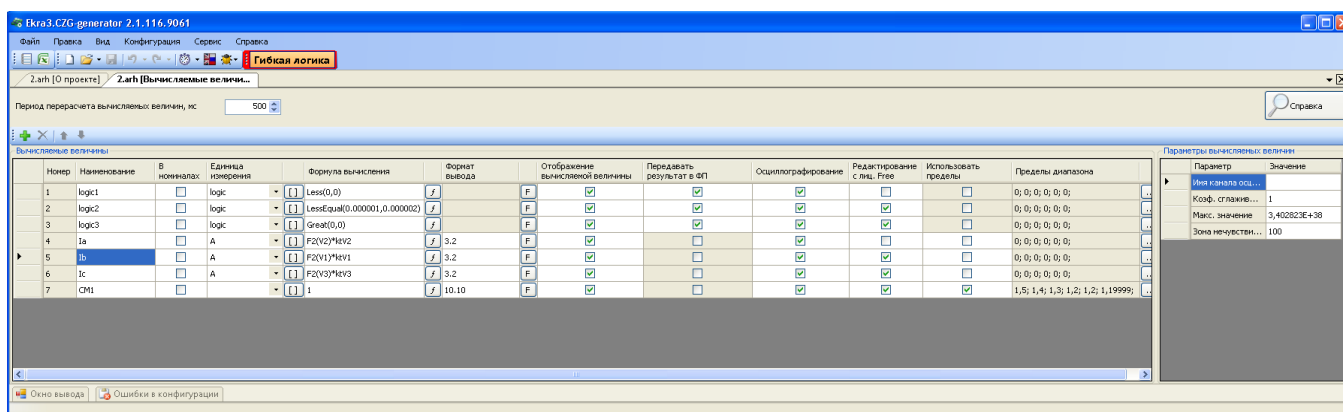 Ekra3.CZG-generator 2.1.116.9061
Файл Правка Вид Конфигурация Сервис Справка
Гибкая логика
2.arh [О проекте] 2.arh [Вычисляемые величи...
Период перерасчета вычисляемых величин, мс 500 Справка
Вычисляемые величины Параметры вычисляемых величин
Номер Наименование В номиналах Единица измерения Формула вычисления Формат вывода Отображение вычисляемой величины Передавать результат в ФП Осциллографирование Редактирование с лиц. Free Использовать пределы Пределы диапазона Параметр Значение
1 logic1 logic [ ] Less(0,0) f F 0; 0; 0; 0; 0; 0; ... Имя канала осц...
2 logic2 logic [ ] LessEqual(0.000001,0.000002) f F 0; 0; 0; 0; 0; 0; ... Коэф. сглажив... 1
3 logic3 logic [ ] Great(0,0) f F 0; 0; 0; 0; 0; 0; ... Макс. значение 3,402823E+38
4 Ia A [ ] F2(V2)*ktV2 f 3.2 F 0; 0; 0; 0; 0; 0; ... Зона нечувстви... 100
5 Ib A [ ] F2(V1)*ktV1 f 3.2 F 0; 0; 0; 0; 0; 0; ...
6 Ic A [ ] F2(V3)*ktV3 f 3.2 F 0; 0; 0; 0; 0; 0; ...
7 CM1 [ ] 1 f 10.10 F 1,5; 1,4; 1,3; 1,2; 1,2; 1,19999; ...
Окно вывода Ошибки в конфигурации